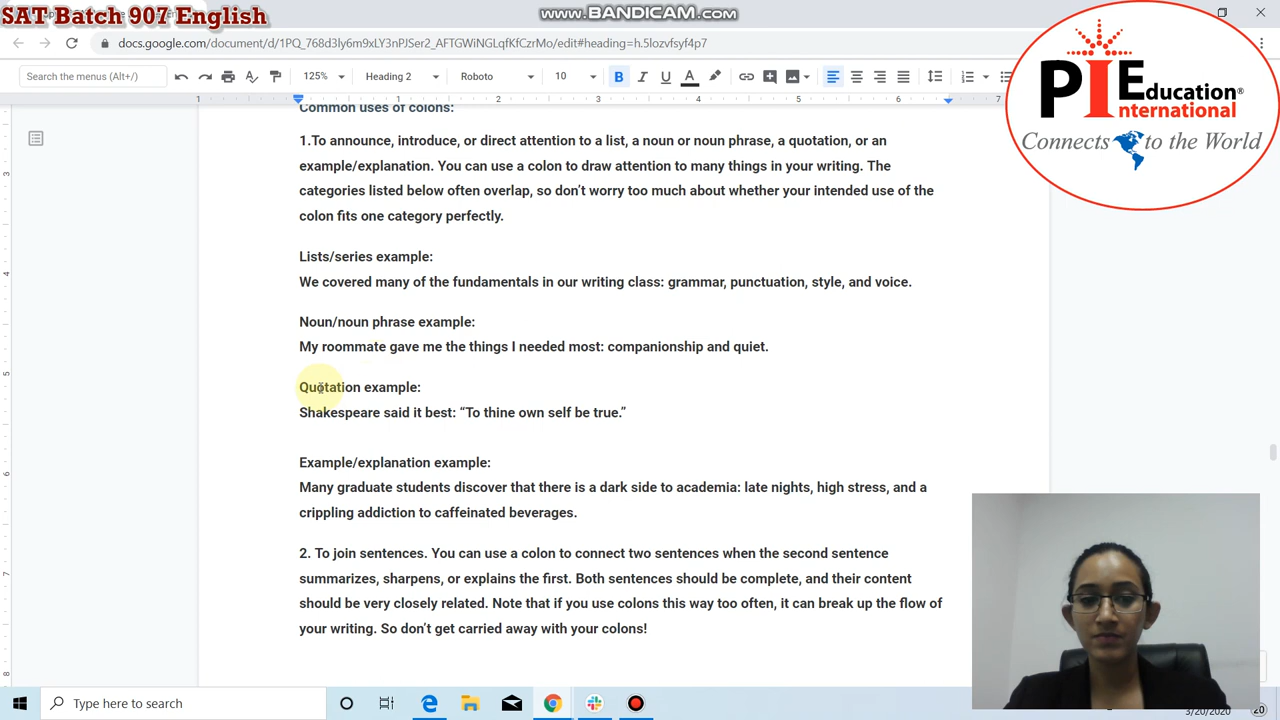 SAT Batch 907 English
www.BANDICAM.com
docs.google.com/document/d/1PQ_768d3ly6m9xJXYJSer2_AFTGWiNGLqfKfCzrMo/edit#heading=h.5lozvfsyf4p7
Search the menus (Alt+/)
125%
Heading 2
Roboto
PIE Education International
Connects to the World
Common uses of colons:
1.To announce, introduce, or direct attention to a list, a noun or noun phrase, a quotation, or an
example/explanation. You can use a colon to draw attention to many things in your writing. The
categories listed below often overlap, so don't worry too much about whether your intended use of the
colon fits one category perfectly.
Lists/series example:
We covered many of the fundamentals in our writing class: grammar, punctuation, style, and voice.
Noun/noun phrase example:
My roommate gave me the things I needed most: companionship and quiet.
Quotation example:
Shakespeare said it best: “To thine own self be true.”
Example/explanation example:
Many graduate students discover that there is a dark side to academia: late nights, high stress, and a
crippling addiction to caffeinated beverages.
2. To join sentences. You can use a colon to connect two sentences when the second sentence
summarizes, sharpens, or explains the first. Both sentences should be complete, and their content
should be very closely related. Note that if you use colons this way too often, it can break up the flow of
your writing. So don't get carried away with your colons!
Type here to search
3/20/2020
20